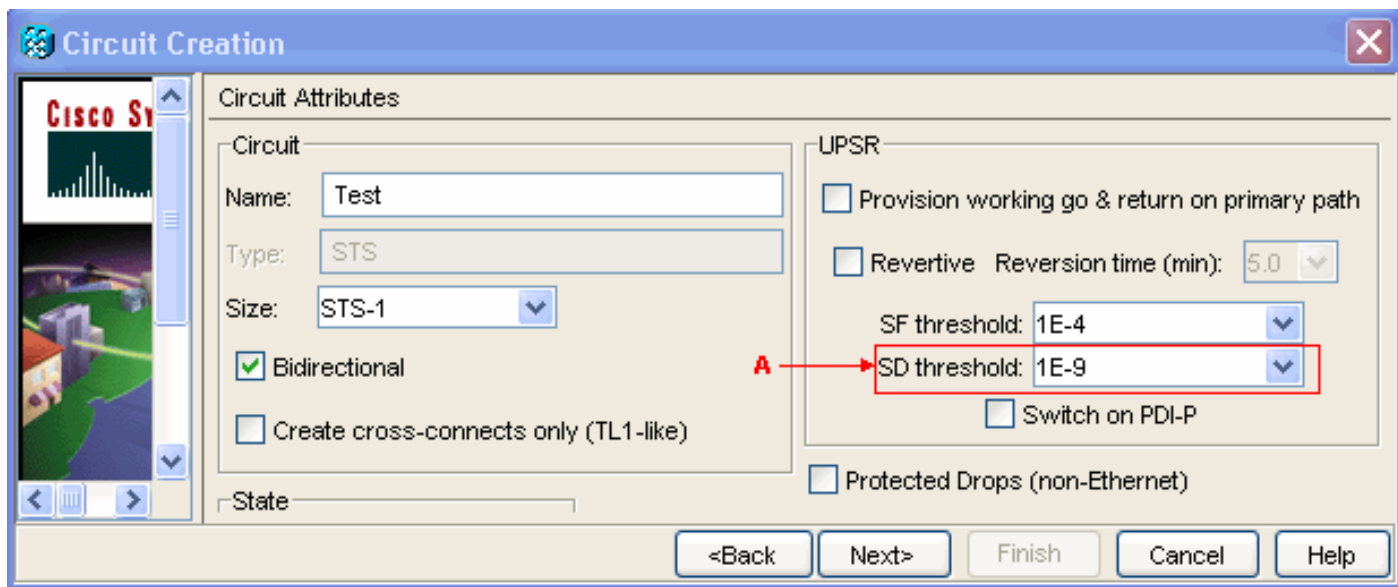 Circuit Creation
CISCO SY
Circuit Attributes
Circuit
Name: Test
Type: STS
Size: STS-1
Bidirectional
Create cross-connects only (TL1-like)
State
UPSR
Provision working go & return on primary path
Revertive Reversion time (min): 5.0
SF threshold: 1E-4
A SD threshold: 1E-9
Switch on PDI-P
Protected Drops (non-Ethernet)
<Back Next> Finish Cancel Help